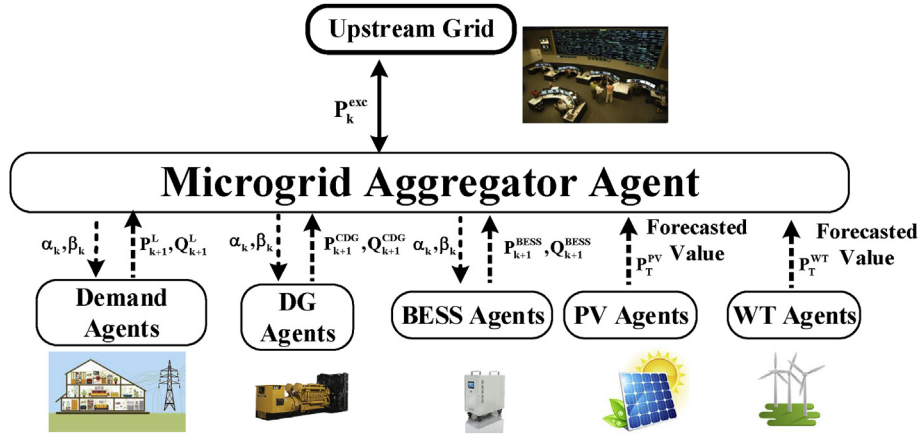 Upstream Grid
P_k^exc
Microgrid Aggregator Agent
α_k,β_k
P_{k+1}^L,Q_{k+1}^L
α_k,β_k
P_{k+1}^CDG,Q_{k+1}^CDG
α_k,β_k
P_{k+1}^BESS,Q_{k+1}^BESS
Forecasted
Value
P_T^PV
Forecasted
Value
P_T^WT
Demand
Agents
DG
Agents
BESS Agents
PV Agents
WT Agents